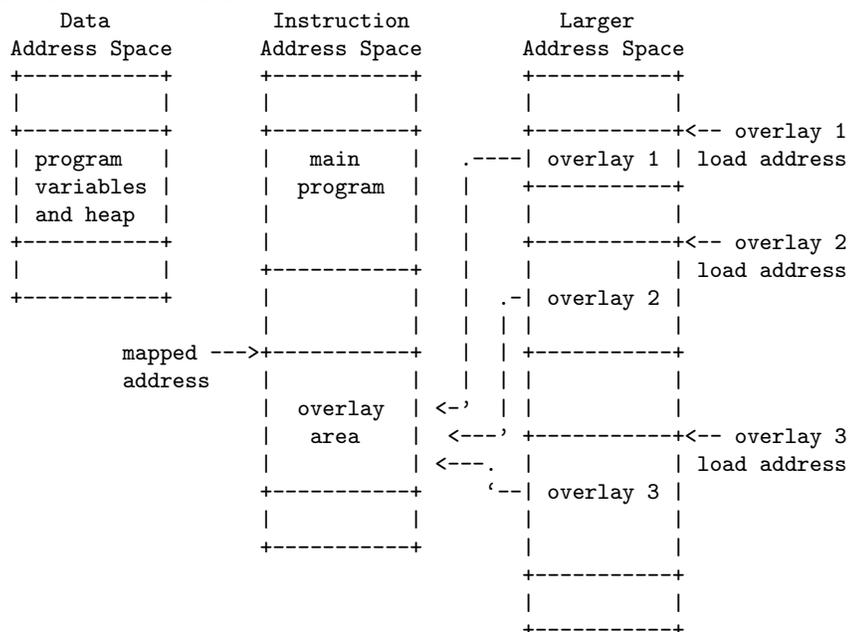 Data             Instruction            Larger
Address Space       Address Space        Address Space
+-----------+       +-----------+        +-----------+
|           |       |           |        |           |
+-----------+       +-----------+        +-----------+<-- overlay 1
| program   |       |   main    |   .----| overlay 1 | load address
| variables |       |  program  |   |    +-----------+
| and heap  |       |           |   |    |           |
+-----------+       |           |   |    +-----------+<-- overlay 2
|           |       +-----------+   |    |           | load address
+-----------+       |           |   |  .-| overlay 2 |
                    |           |   |  | |           |
         mapped --->+-----------+   |  | +-----------+
         address    |           |   |  | |           |
                    |  overlay  | <-'  | |           |
                    |   area    |  <---' +-----------+<-- overlay 3
                    |           | <---.  |           | load address
                    +-----------+     `--| overlay 3 |
                    |           |        |           |
                    +-----------+        |           |
                                         +-----------+
                                         |           |
                                         +-----------+